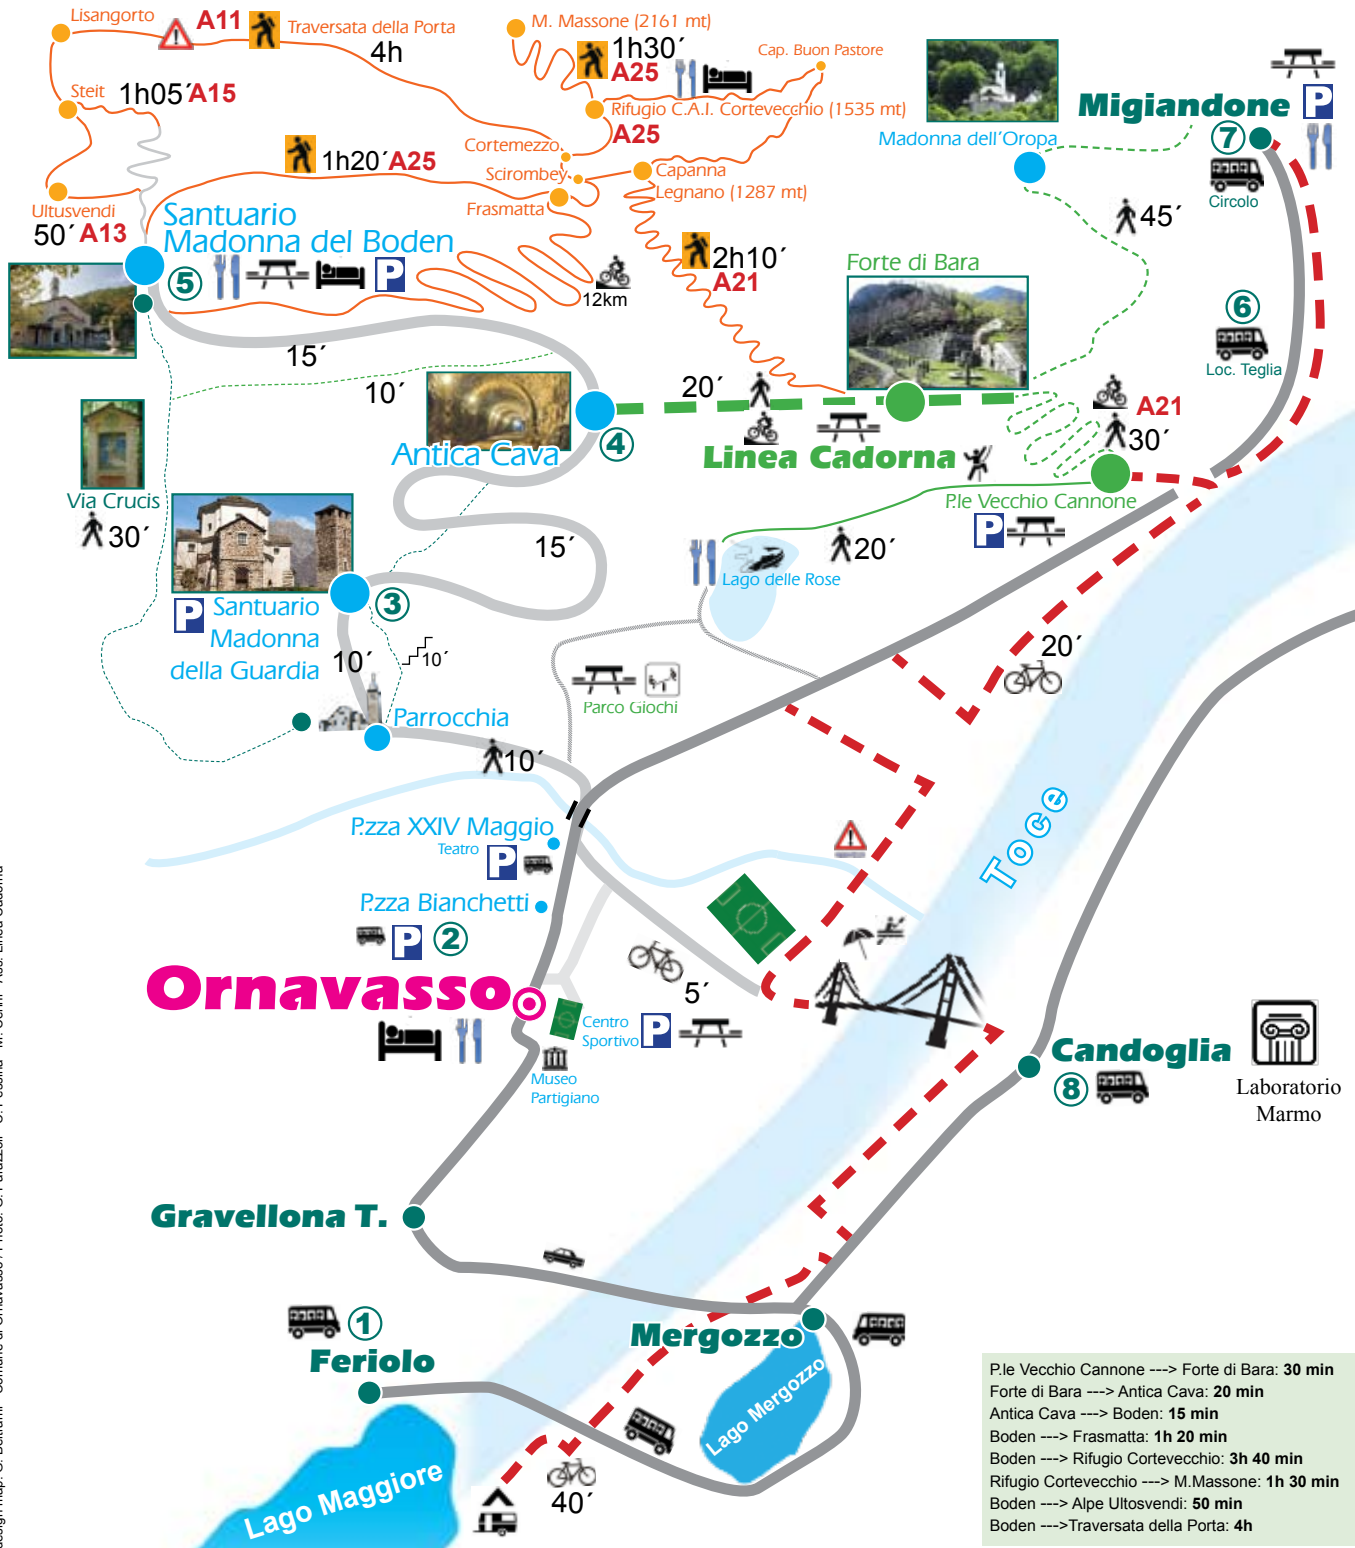 Lisangorto
A11
Traversata della Porta
4h
M. Massone (2161 mt)
1h30´
A25
Cap. Buon Pastore
Steit
1h05´A15
Rifugio C.A.I. Cortevecchio (1535 mt)
A25
Migiandone
P
7
Circolo
Madonna dell'Oropa
1h20´A25
Cortemezzo
Scirombey
Frasmatta
Capanna
Legnano (1287 mt)
Ultusvendi
50´ A13
Santuario
Madonna del Boden
5
P
12km
2h10´
A21
45´
Forte di Bara
6
Loc. Teglia
15´
10´
20´
A21
30´
4
Antica Cava
Linea Cadorna
P.le Vecchio Cannone
P
Via Crucis
30´
15´
20´
Lago delle Rose
3
P
Santuario
Madonna
della Guardia
10´
10´
20´
Parco Giochi
Parrocchia
10´
P.zza XXIV Maggio
Teatro
P
Toce
P.zza Bianchetti
P
2
Ornavasso
5´
Centro
Sportivo
P
Museo
Partigiano
Candoglia
8
Laboratorio
Marmo
Gravellona T.
1
Feriolo
Mergozzo
Lago Mergozzo
Lago Maggiore
40´
P.le Vecchio Cannone ---> Forte di Bara: 30 min
Forte di Bara ---> Antica Cava: 20 min
Antica Cava ---> Boden: 15 min
Boden ---> Frasmatta: 1h 20 min
Boden ---> Rifugio Cortevecchio: 3h 40 min
Rifugio Cortevecchio ---> M.Massone: 1h 30 min
Boden ---> Alpe Ultosvendi: 50 min
Boden --->Traversata della Porta: 4h